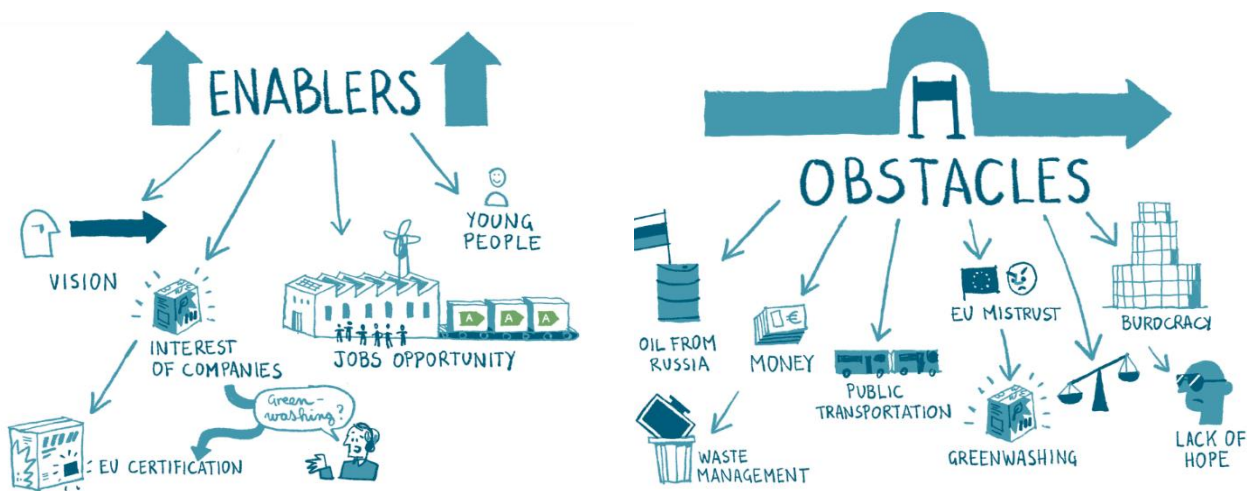 ENABLERS
VISION
YOUNG
PEOPLE
INTEREST
OF COMPANIES
JOBS OPPORTUNITY
A A A
Green-
washing?
EU CERTIFICATION
OBSTACLES
OIL FROM
RUSSIA
MONEY
€
PUBLIC
TRANSPORTATION
EU MISTRUST
BUROCRACY
WASTE
MANAGEMENT
GREENWASHING
LACK OF
HOPE